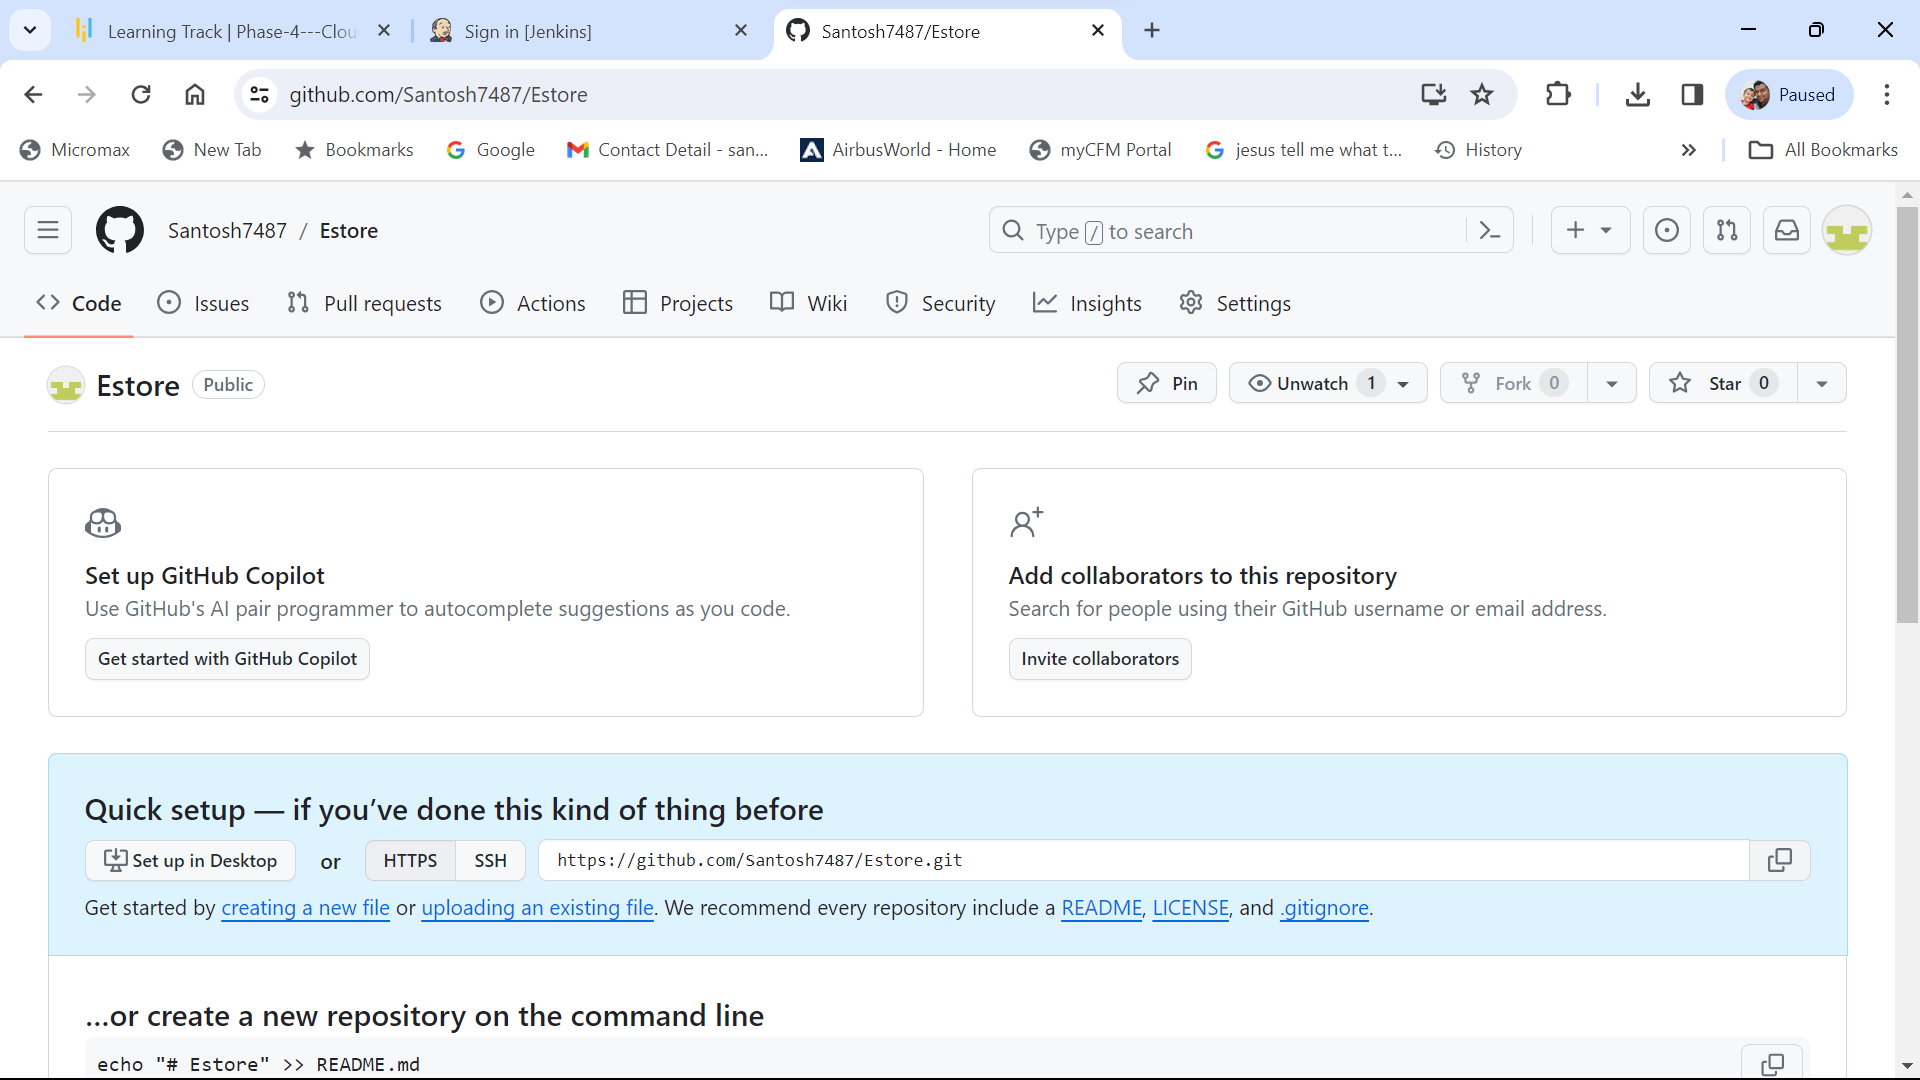 Learning Track | Phase-4---Clou
Sign in [Jenkins]
Santosh7487/Estore
github.com/Santosh7487/Estore
Paused
Micromax
New Tab
Bookmarks
Google
Contact Detail - san...
AirbusWorld - Home
myCFM Portal
jesus tell me what t...
History
All Bookmarks
Santosh7487 / Estore
Type / to search
Code
Issues
Pull requests
Actions
Projects
Wiki
Security
Insights
Settings
Estore Public
Pin
Unwatch 1
Fork 0
Star 0
Set up GitHub Copilot
Use GitHub's AI pair programmer to autocomplete suggestions as you code.
Get started with GitHub Copilot
Add collaborators to this repository
Search for people using their GitHub username or email address.
Invite collaborators
Quick setup — if you’ve done this kind of thing before
Set up in Desktop or HTTPS SSH https://github.com/Santosh7487/Estore.git
Get started by creating a new file or uploading an existing file. We recommend every repository include a README, LICENSE, and .gitignore.
…or create a new repository on the command line
echo "# Estore" >> README.md